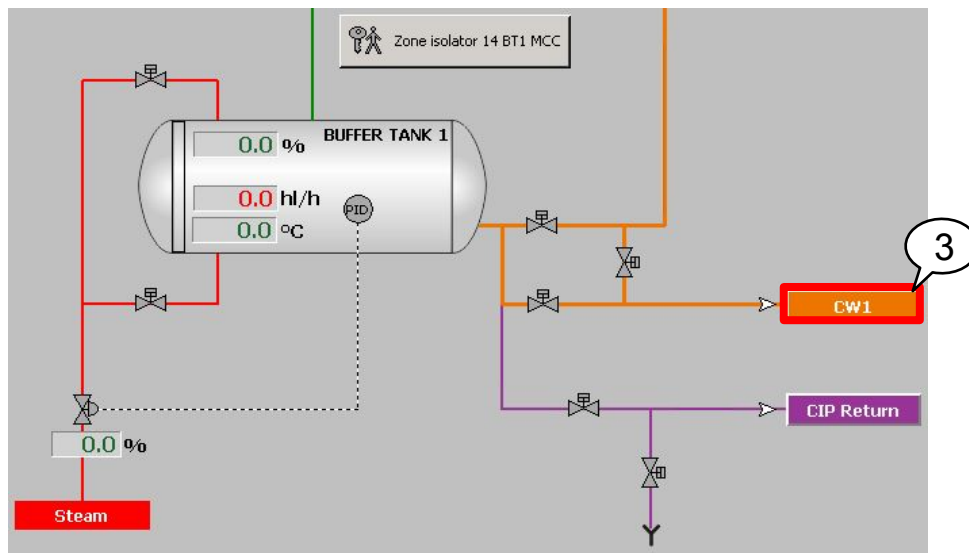 Zone isolator 14 BT1 MCC
BUFFER TANK 1
0.0 %
0.0 hl/h
PID
0.0 °C
3
CW1
CIP Return
0.0 %
Steam